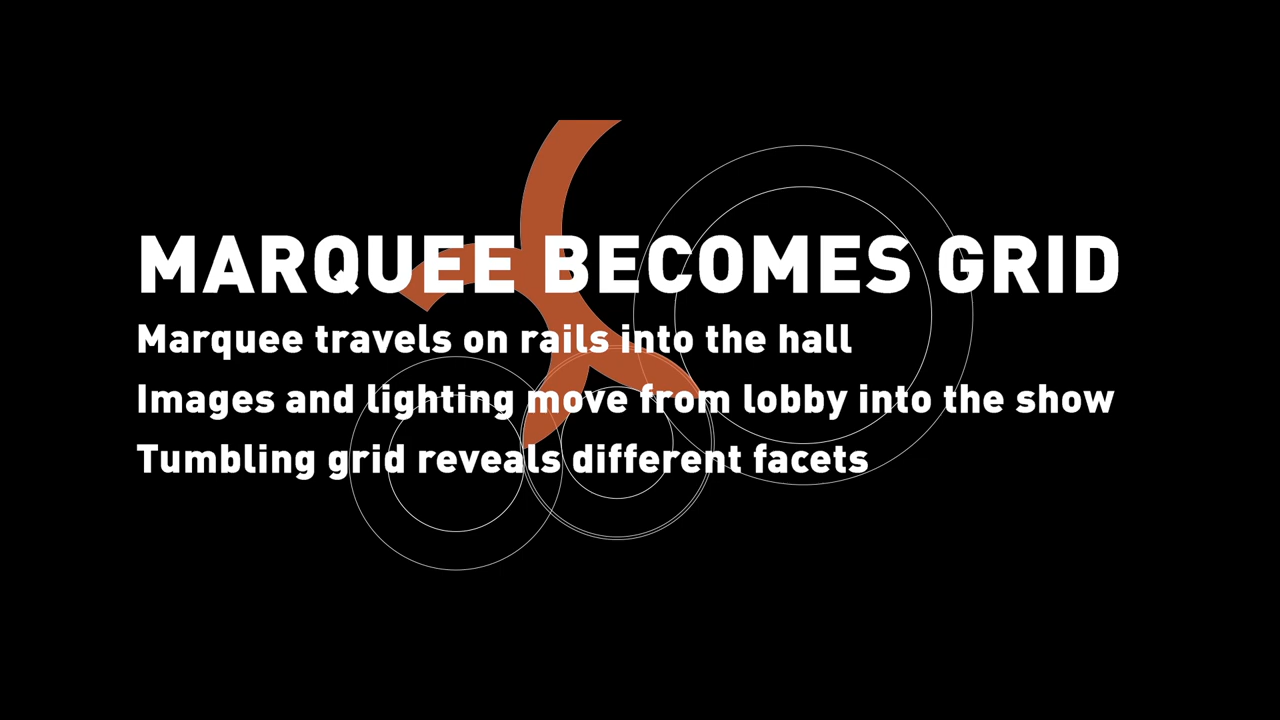 MARQUEE BECOMES GRID
Marquee travels on rails into the hall
Images and lighting move from lobby into the show
Tumbling grid reveals different facets